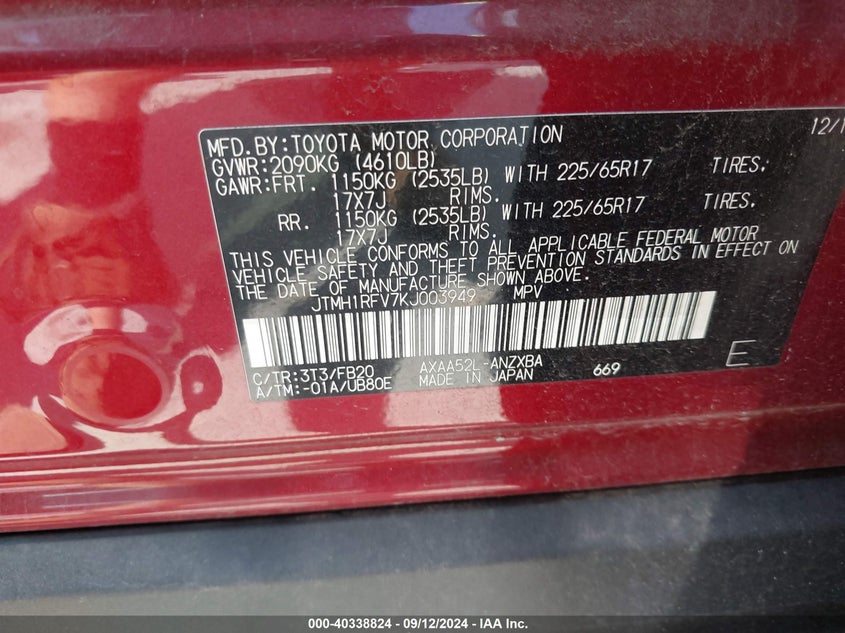 MFD.BY:TOYOTA MOTOR CORPORATION 12/1
GVWR:2090KG (4610LB)
GAWR:FRT. 1150KG (2535LB) WITH 225/65R17 TIRES.
17X7J RIMS.
RR. 1150KG (2535LB) WITH 225/65R17 TIRES.
17X7J RIMS.
THIS VEHICLE CONFORMS TO ALL APPLICABLE FEDERAL MOTOR
VEHICLE SAFETY AND THEFT PREVENTION STANDARDS IN EFFECT ON
THE DATE OF MANUFACTURE SHOWN ABOVE.
JTMH1RFV7KJ003949 MPV
C/TR:3T3/FB20 AXAA52L-ANZXBA 669 E
A/TM:-01A/UB80E MADE IN JAPAN
000-40338824 - 09/12/2024 - IAA Inc.